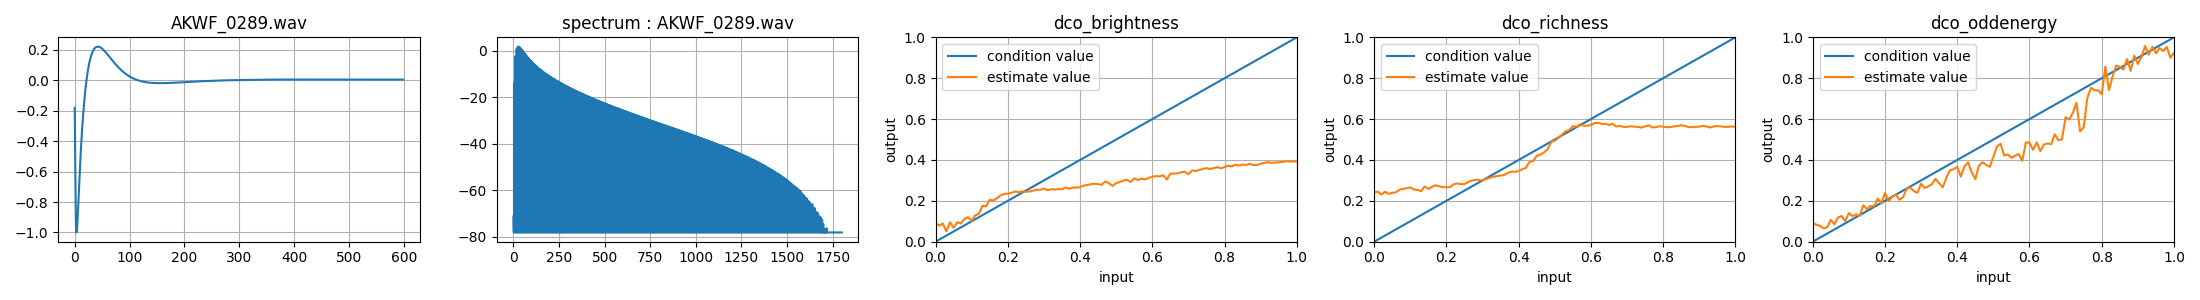 AKWF_0289.wav
0.2
0.0
−0.2
−0.4
−0.6
−0.8
−1.0
0 100 200 300 400 500 600
spectrum : AKWF_0289.wav
0
−20
−40
−60
−80
0 250 500 750 1000 1250 1500 1750
dco_brightness
condition value
estimate value
output
1.0
0.8
0.6
0.4
0.2
0.0
0.0 0.2 0.4 0.6 0.8 1.0
input
dco_richness
condition value
estimate value
output
1.0
0.8
0.6
0.4
0.2
0.0
0.0 0.2 0.4 0.6 0.8 1.0
input
dco_oddenergy
condition value
estimate value
output
1.0
0.8
0.6
0.4
0.2
0.0
0.0 0.2 0.4 0.6 0.8 1.0
input